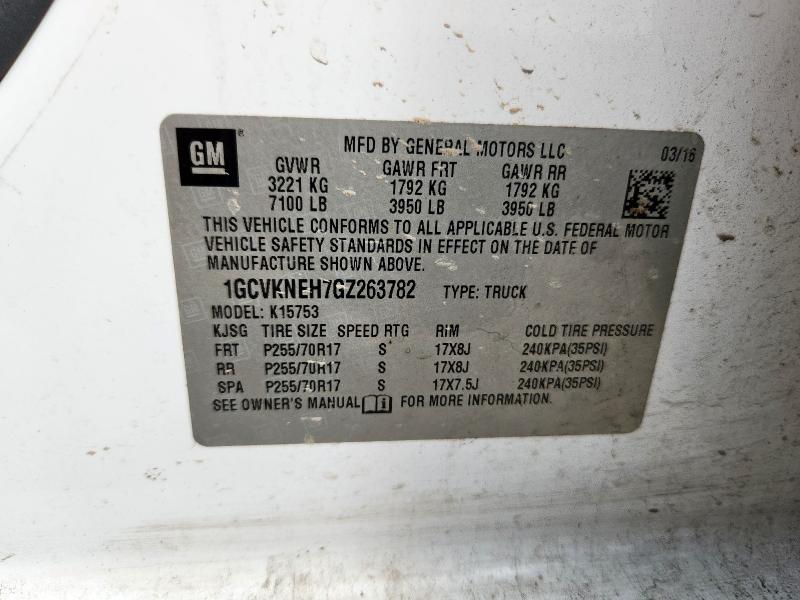 GM ® MFD BY GENERAL MOTORS LLC 03/16
GVWR GAWR FRT GAWR RR
3221 KG 1792 KG 1792 KG
7100 LB 3950 LB 3950 LB
THIS VEHICLE CONFORMS TO ALL APPLICABLE U.S. FEDERAL MOTOR
VEHICLE SAFETY STANDARDS IN EFFECT ON THE DATE OF
MANUFACTURE SHOWN ABOVE.
1GCVKNEH7GZ263782 TYPE: TRUCK
MODEL: K15753
KJSG TIRE SIZE SPEED RTG RIM COLD TIRE PRESSURE
FRT P255/70R17 S 17X8J 240KPA(35PSI)
RR P255/70R17 S 17X8J 240KPA(35PSI)
SPA P255/70R17 S 17X7.5J 240KPA(35PSI)
SEE OWNER'S MANUAL FOR MORE INFORMATION.